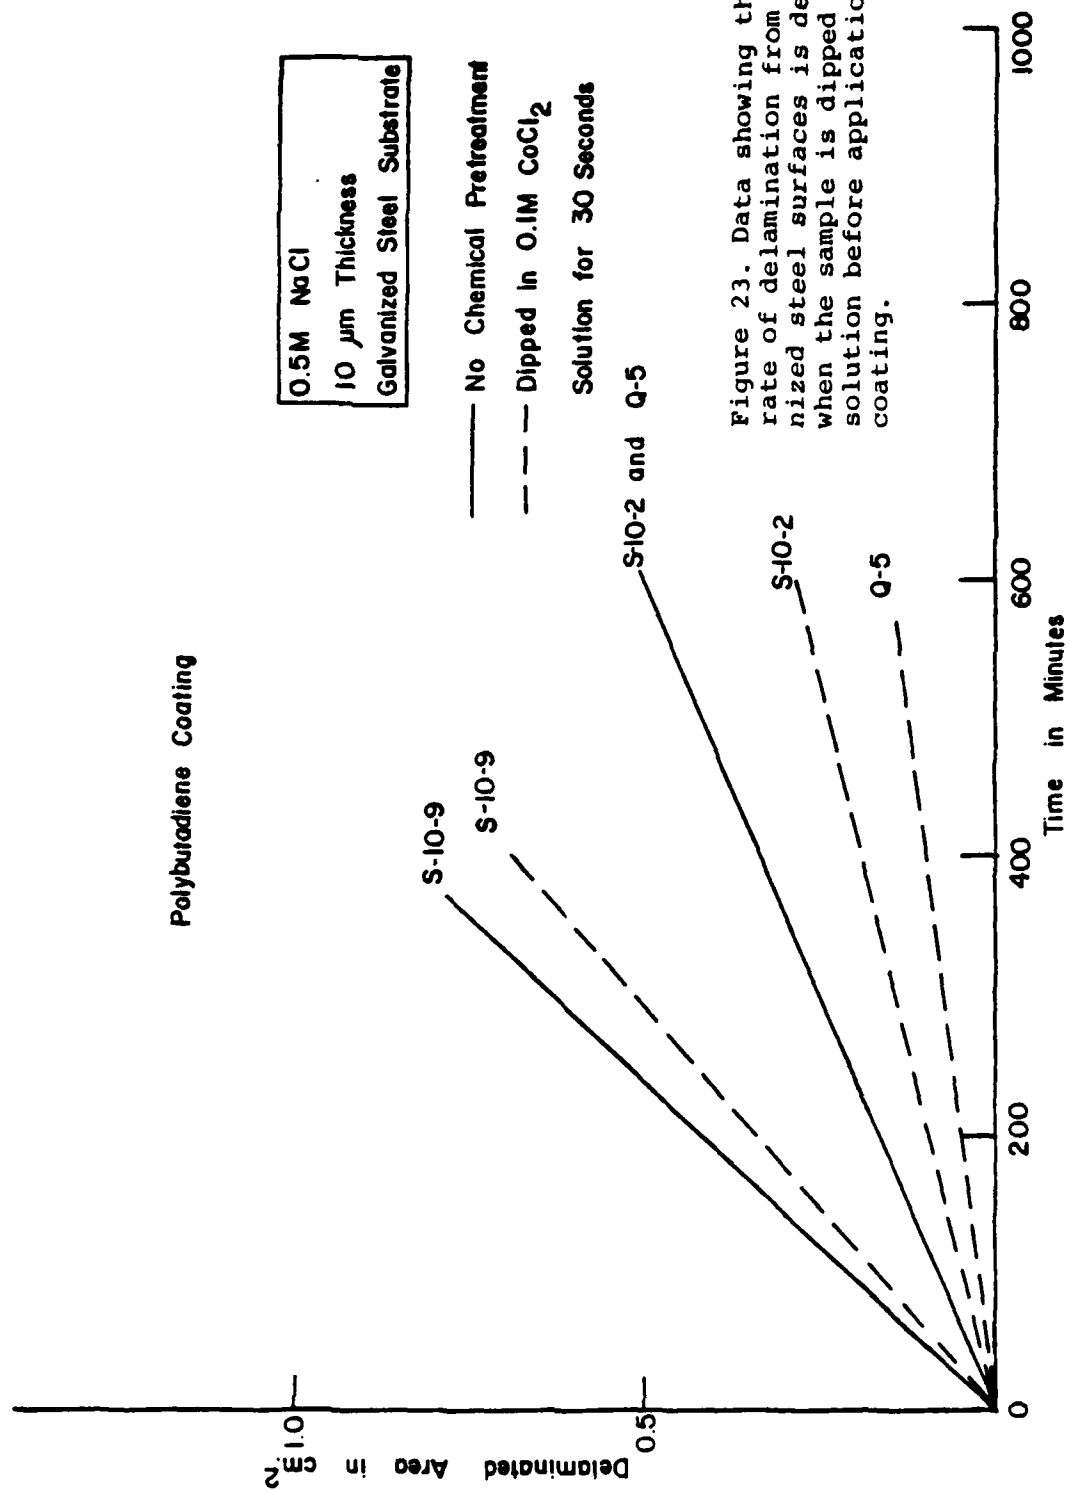 Polybutadiene Coating
0.5M NaCl
10 µm Thickness
Galvanized Steel Substrate
No Chemical Pretreatment
Dipped in 0.1M CoCl2
Solution for 30 Seconds
S-10-9
S-10-9
S-10-2 and Q-5
S-10-2
Q-5
Delaminated Area in cm.2
1.0
0.5
0
200
400
600
800
1000
Time in Minutes
Figure 23. Data showing
rate of delamination from
nized steel surfaces is
when the sample is dipped
solution before
coating.